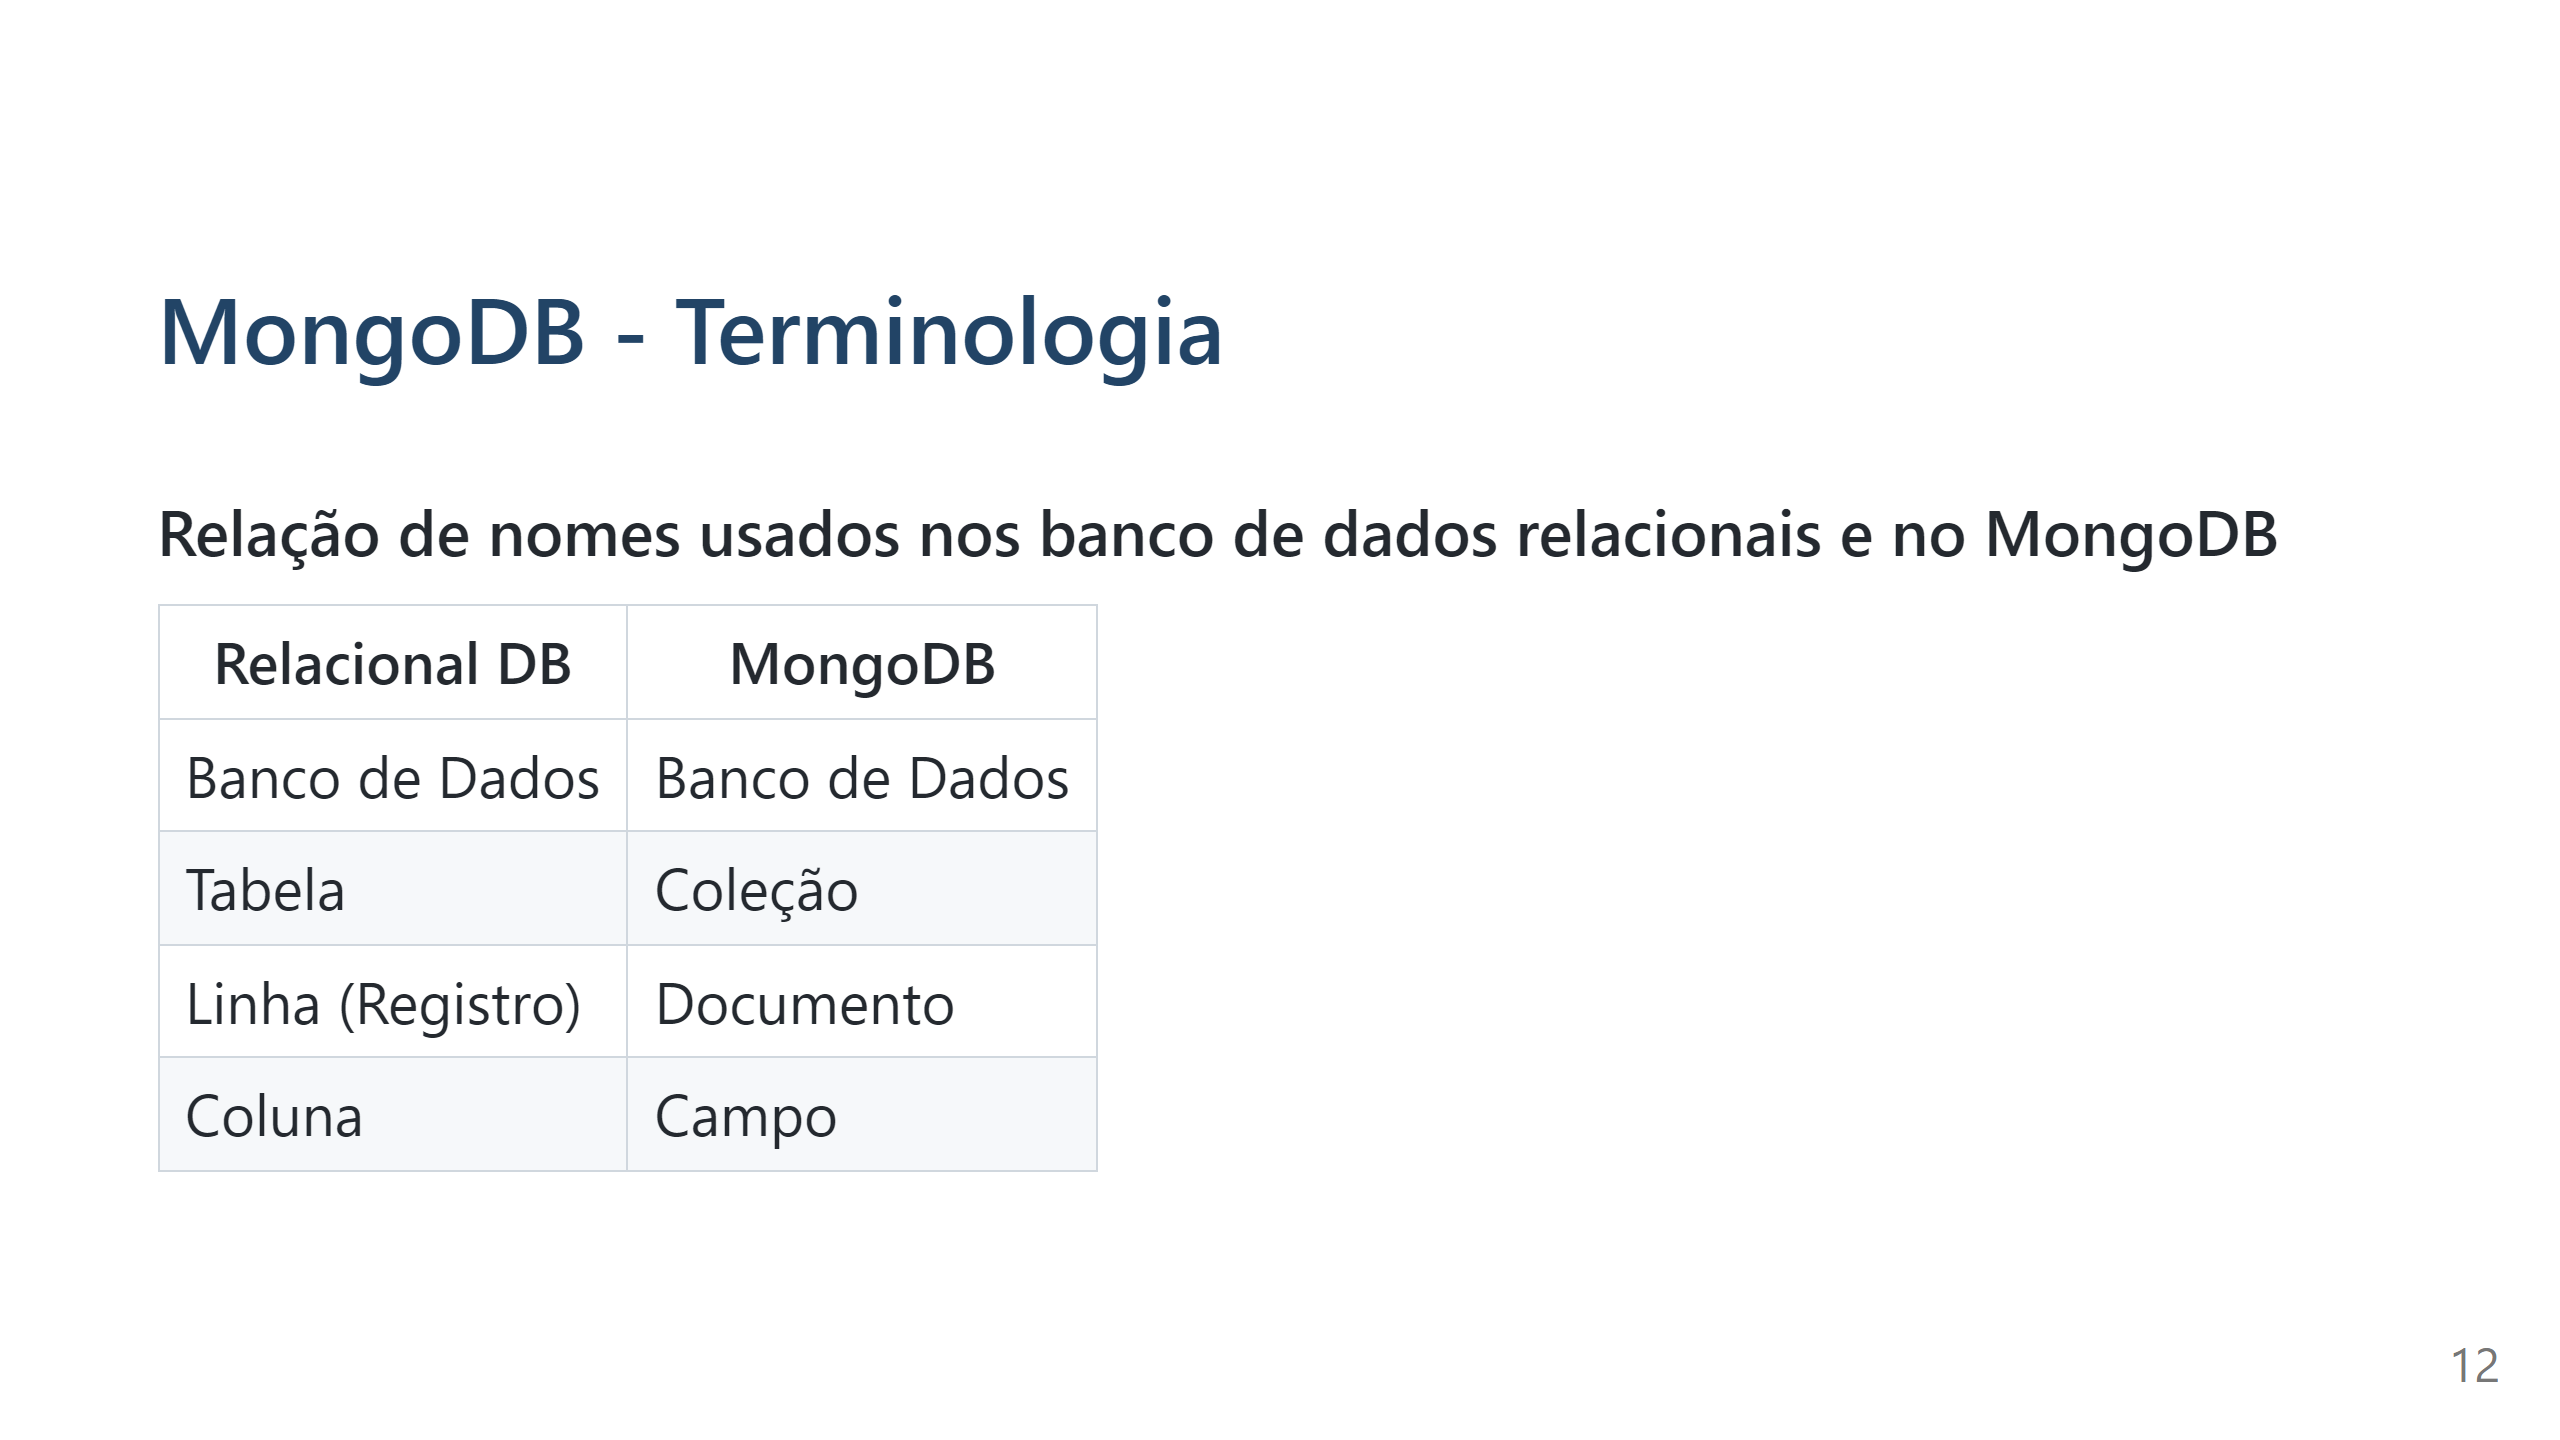 MongoDB - Terminologia
Relação de nomes usados nos banco de dados relacionais e no MongoDB
Relacional DB MongoDB
Banco de Dados Banco de Dados
Tabela Coleção
Linha (Registro) Documento
Coluna Campo
12